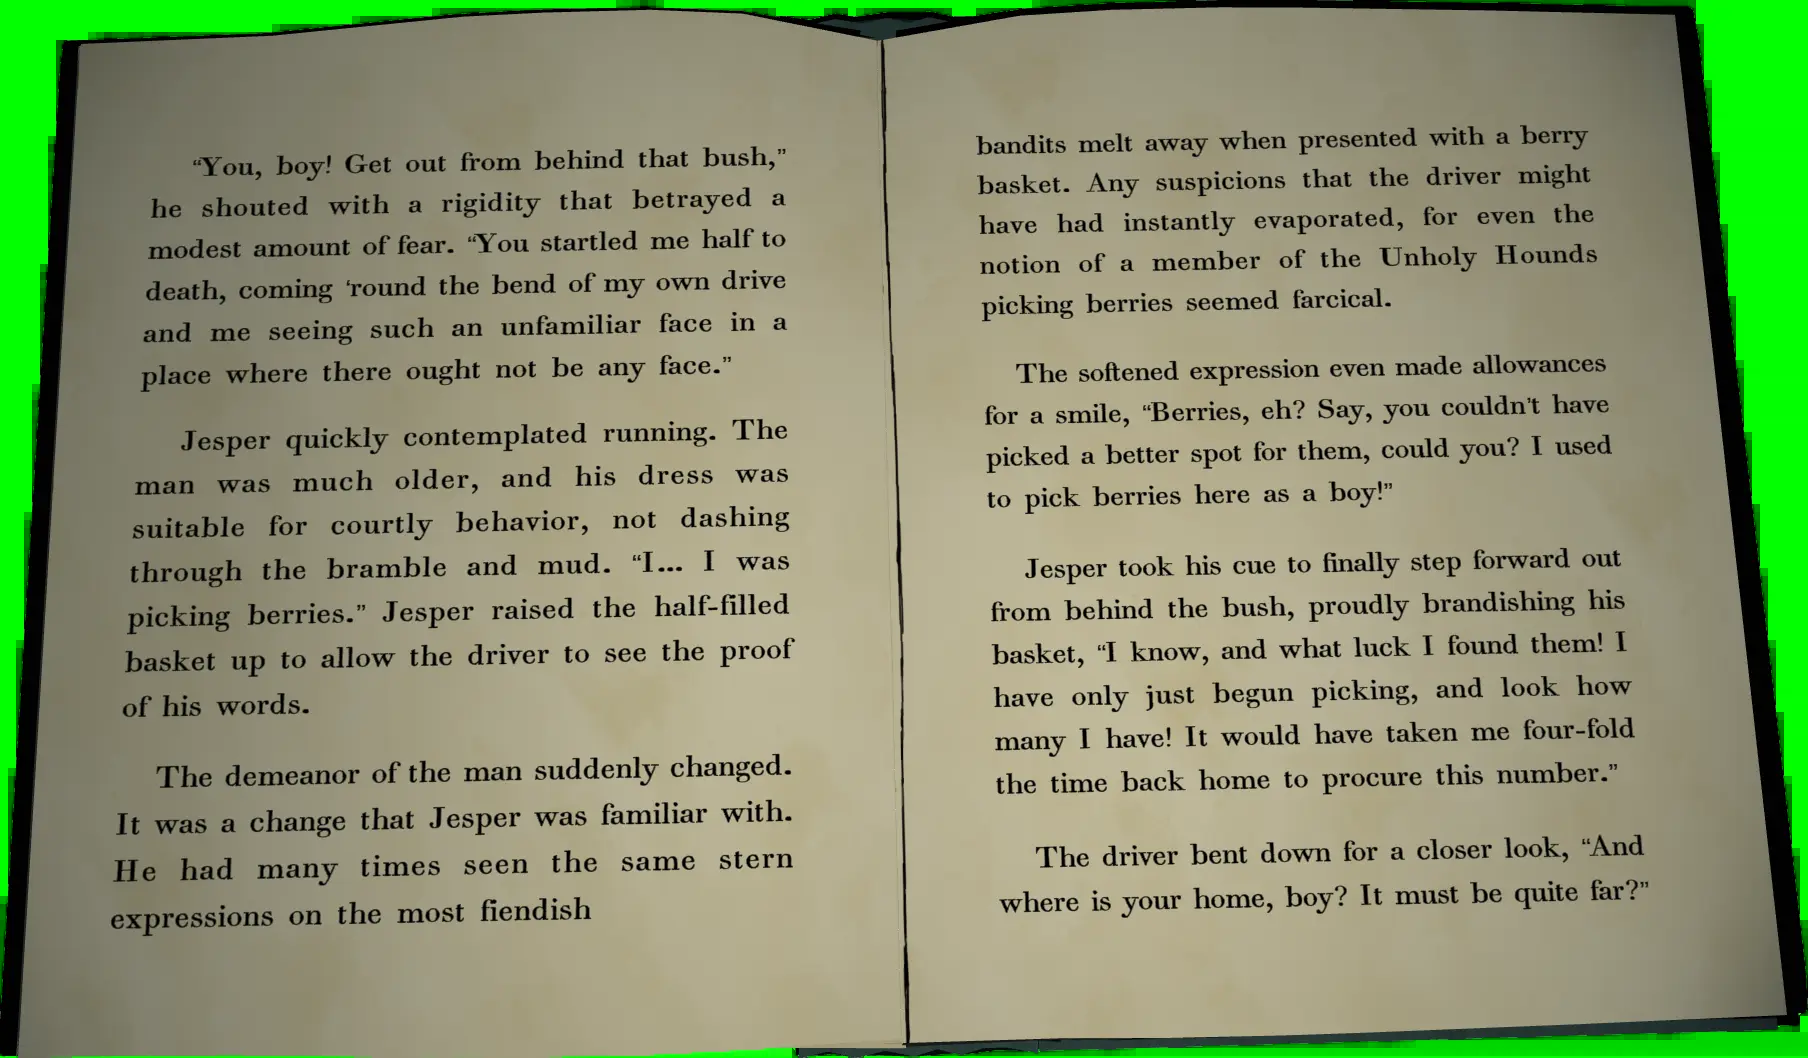 “You, boy! Get out from behind that bush,”
he shouted with a rigidity that betrayed a
modest amount of fear. “You startled me half to
death, coming ‘round the bend of my own drive
and me seeing such an unfamiliar face in a
place where there ought not be any face.”
Jesper quickly contemplated running. The
man was much older, and his dress was
suitable for courtly behavior, not dashing
through the bramble and mud. “I... I was
picking berries.” Jesper raised the half-filled
basket up to allow the driver to see the proof
of his words.
The demeanor of the man suddenly changed.
It was a change that Jesper was familiar with.
He had many times seen the same stern
expressions on the most fiendish
bandits melt away when presented with a berry
basket. Any suspicions that the driver might
have had instantly evaporated, for even the
notion of a member of the Unholy Hounds
picking berries seemed farcical.
The softened expression even made allowances
for a smile, “Berries, eh? Say, you couldn't have
picked a better spot for them, could you? I used
to pick berries here as a boy!”
Jesper took his cue to finally step forward out
from behind the bush, proudly brandishing his
basket, “I know, and what luck I found them! I
have only just begun picking, and look how
many I have! It would have taken me four-fold
the time back home to procure this number.”
The driver bent down for a closer look, “And
where is your home, boy? It must be quite far?”